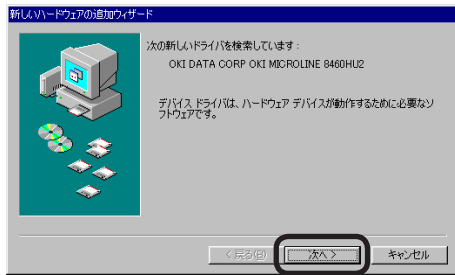 新しいハードウェアの追加ウィザード
次の新しいドライバを検索しています :
OKI DATA CORP OKI MICROLINE 8460HU2
デバイス ドライバは、ハードウェア デバイスが動作するために必要なソ
フトウェアです。
< 戻る(B)
次へ >
キャンセル